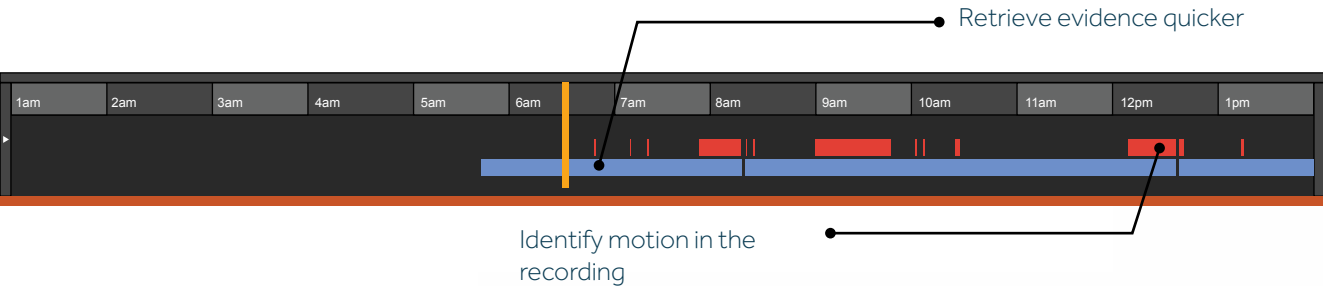 Retrieve evidence quicker
1am 2am 3am 4am 5am 6am 7am 8am 9am 10am 11am 12pm 1pm
Identify motion in the
recording